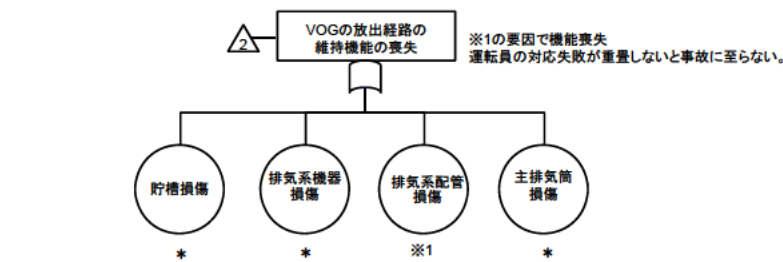 VOGの放出経路の
維持機能の喪失
2
※1の要因で機能喪失
運転員の対応失敗が重畳しないと事故に至らない。
貯槽損傷
排気系機器
損傷
排気系配管
損傷
主排気筒
損傷
*
*
※1
*